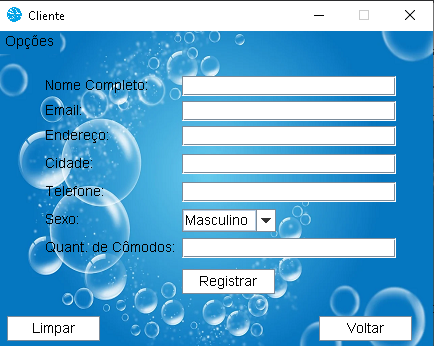 Cliente
Opções
Nome Completo:
Email:
Endereço:
Cidade:
Telefone:
Sexo: Masculino
Quant. de Cômodos:
Registrar
Limpar Voltar